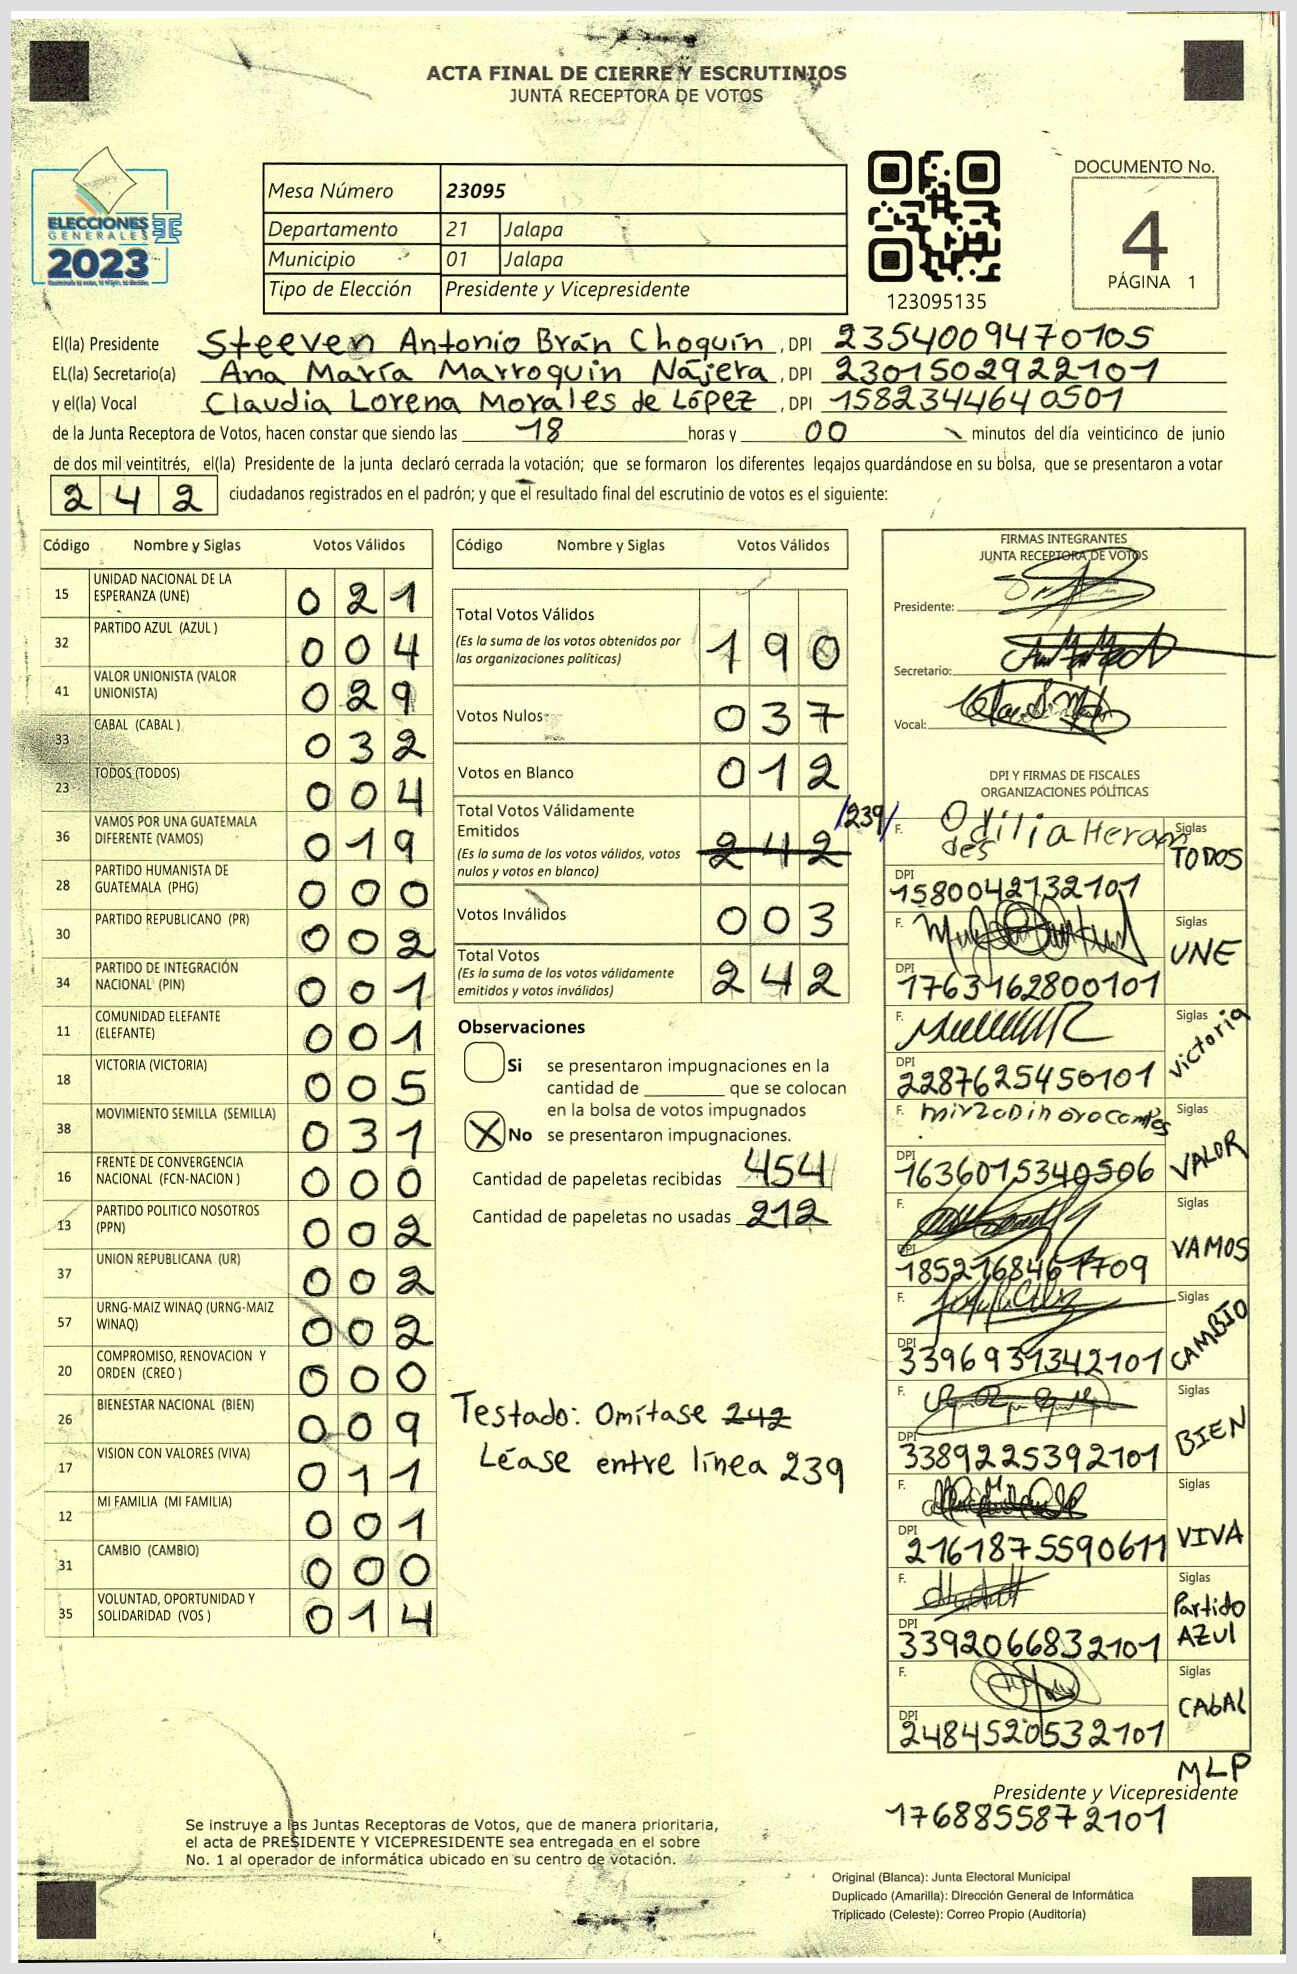 ACTA FINAL DE CIERRE Y ESCRUTINIOS
JUNTA RECEPTORA DE VOTOS
ELECCIONES
GENERALES
2023
Mesa Número 23095
Departamento 21 Jalapa
Municipio 01 Jalapa
Tipo de Elección Presidente y Vicepresidente
123095135
DOCUMENTO No.
4
PÁGINA 1
El(la) Presidente Steeven Antonio Brán Choquín , DPI 2354009470105
EL(la) Secretario(a) Ana María Marroquín Nájera , DPI 2301502922101
y el(la) Vocal Claudia Lorena Morales de López , DPI 1582344640501
de la Junta Receptora de Votos, hacen constar que siendo las 18 horas y 00 minutos del día veinticinco de junio
de dos mil veintitrés, el(la) Presidente de la junta declaró cerrada la votación; que se formaron los diferentes legajos guardándose en su bolsa, que se presentaron a votar
242 ciudadanos registrados en el padrón; y que el resultado final del escrutinio de votos es el siguiente:
Código Nombre y Siglas Votos Válidos
15 UNIDAD NACIONAL DE LA ESPERANZA (UNE) 021
32 PARTIDO AZUL (AZUL ) 004
41 VALOR UNIONISTA (VALOR UNIONISTA) 029
33 CABAL (CABAL ) 032
23 TODOS (TODOS) 004
36 VAMOS POR UNA GUATEMALA DIFERENTE (VAMOS) 019
28 PARTIDO HUMANISTA DE GUATEMALA (PHG) 000
30 PARTIDO REPUBLICANO (PR) 002
34 PARTIDO DE INTEGRACIÓN NACIONAL (PIN) 001
11 COMUNIDAD ELEFANTE (ELEFANTE) 001
18 VICTORIA (VICTORIA) 005
38 MOVIMIENTO SEMILLA (SEMILLA) 031
16 FRENTE DE CONVERGENCIA NACIONAL (FCN-NACION ) 000
13 PARTIDO POLITICO NOSOTROS (PPN) 002
37 UNION REPUBLICANA (UR) 002
57 URNG-MAIZ WINAQ (URNG-MAIZ WINAQ) 002
20 COMPROMISO, RENOVACION Y ORDEN (CREO ) 000
26 BIENESTAR NACIONAL (BIEN) 009
17 VISION CON VALORES (VIVA) 011
12 MI FAMILIA (MI FAMILIA) 001
31 CAMBIO (CAMBIO) 000
35 VOLUNTAD, OPORTUNIDAD Y SOLIDARIDAD (VOS ) 014
Código Nombre y Siglas Votos Válidos
Total Votos Válidos 190
(Es la suma de los votos obtenidos por
las organizaciones políticas)
Votos Nulos 037
Votos en Blanco 012
Total Votos Válidamente
Emitidos 242 /239/
(Es la suma de los votos válidos, votos
nulos y votos en blanco)
Votos Inválidos 003
Total Votos 242
(Es la suma de los votos válidamente
emitidos y votos inválidos)
Observaciones
Si se presentaron impugnaciones en la
cantidad de ________ que se colocan
en la bolsa de votos impugnados
X No se presentaron impugnaciones.
Cantidad de papeletas recibidas 454
Cantidad de papeletas no usadas 212
Testado: Omítase 242
Léase entre línea 239
FIRMAS INTEGRANTES
JUNTA RECEPTORA DE VOTOS
Presidente:
Secretario:
Vocal:
DPI Y FIRMAS DE FISCALES
ORGANIZACIONES PÓLITICAS
F. Odilia Hernan Siglas
des TODOS
DPI 1580042732101
F. Siglas
UNE
DPI 1763162800101
F. Siglas
Victoria
DPI 2287625450101
F. Siglas
VALOR
DPI 1636015340506
F. Siglas
VAMOS
DPI 1852168461709
F. Siglas
CAMBIO
DPI 3396931342101
F. Siglas
BIEN
DPI 3389225392101
F. Siglas
VIVA
DPI 2161875590611
F. Siglas
Partido
AZUL
DPI 3392066832101
F. Siglas
CABAL
DPI 2484520532101
MLP
Presidente y Vicepresidente
1768855872101
Se instruye a las Juntas Receptoras de Votos, que de manera prioritaria,
el acta de PRESIDENTE Y VICEPRESIDENTE sea entregada en el sobre
No. 1 al operador de informática ubicado en su centro de votación.
Original (Blanca): Junta Electoral Municipal
Duplicado (Amarilla): Dirección General de Informática
Triplicado (Celeste): Correo Propio (Auditoría)